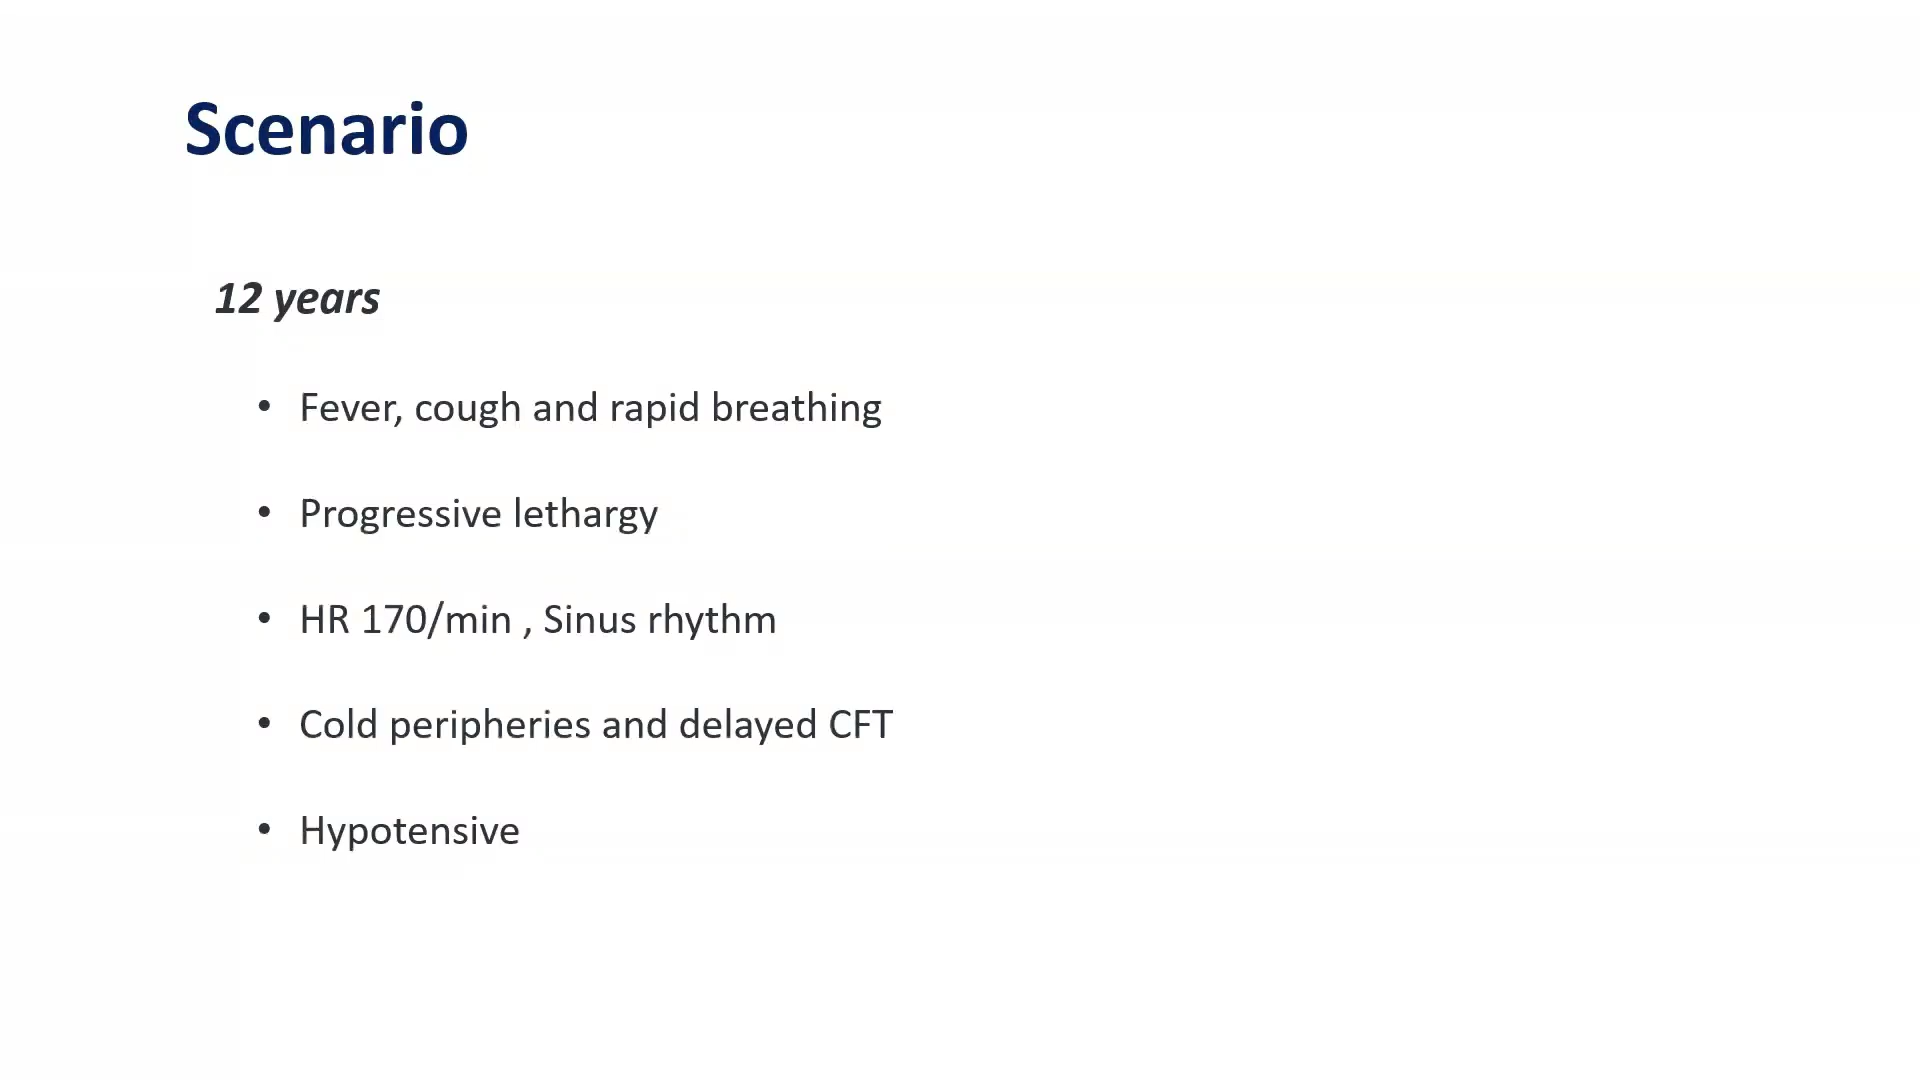 Scenario
12 years
• Fever, cough and rapid breathing
• Progressive lethargy
• HR 170/min , Sinus rhythm
• Cold peripheries and delayed CFT
• Hypotensive